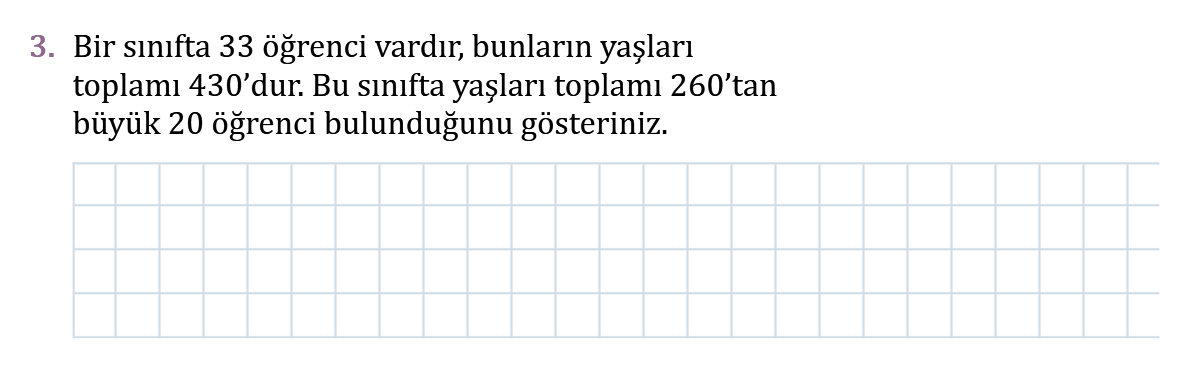 3. Bir sınıfta 33 öğrenci vardır, bunların yaşları
toplamı 430’dur. Bu sınıfta yaşları toplamı 260’tan
büyük 20 öğrenci bulunduğunu gösteriniz.